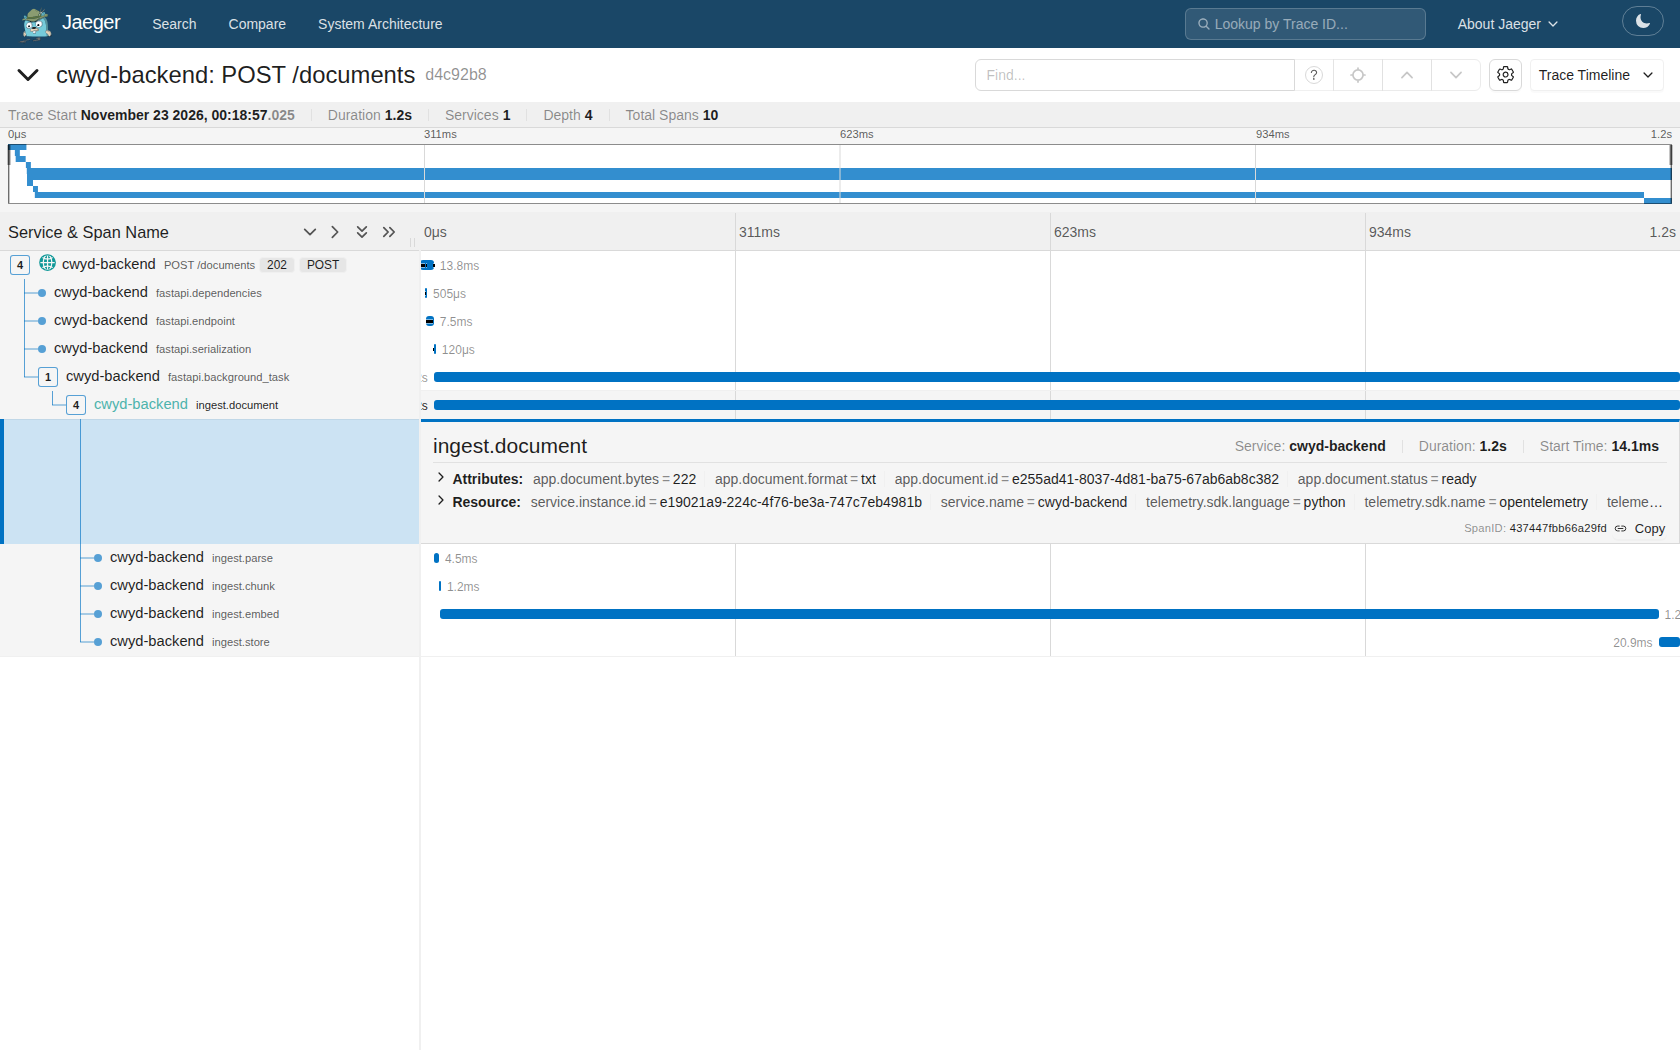 Jaeger Search Compare System Architecture Lookup by Trace ID... About Jaeger
cwyd-backend: POST /documents d4c92b8 Find... ? Trace Timeline
Trace Start November 23 2026, 00:18:57.025 Duration 1.2s Services 1 Depth 4 Total Spans 10
0μs 311ms 623ms 934ms 1.2s
Service & Span Name 0μs 311ms 623ms 934ms 1.2s
4 cwyd-backend POST /documents 202 POST 13.8ms
cwyd-backend fastapi.dependencies 505μs
cwyd-backend fastapi.endpoint 7.5ms
cwyd-backend fastapi.serialization 120μs
1 cwyd-backend fastapi.background_task s
4 cwyd-backend ingest.document s
ingest.document Service: cwyd-backend Duration: 1.2s Start Time: 14.1ms
Attributes: app.document.bytes = 222 app.document.format = txt app.document.id = e255ad41-8037-4d81-ba75-67ab6ab8c382 app.document.status = ready
Resource: service.instance.id = e19021a9-224c-4f76-be3a-747c7eb4981b service.name = cwyd-backend telemetry.sdk.language = python telemetry.sdk.name = opentelemetry teleme…
SpanID: 437447fbb66a29fd Copy
cwyd-backend ingest.parse 4.5ms
cwyd-backend ingest.chunk 1.2ms
cwyd-backend ingest.embed 1.2
cwyd-backend ingest.store 20.9ms